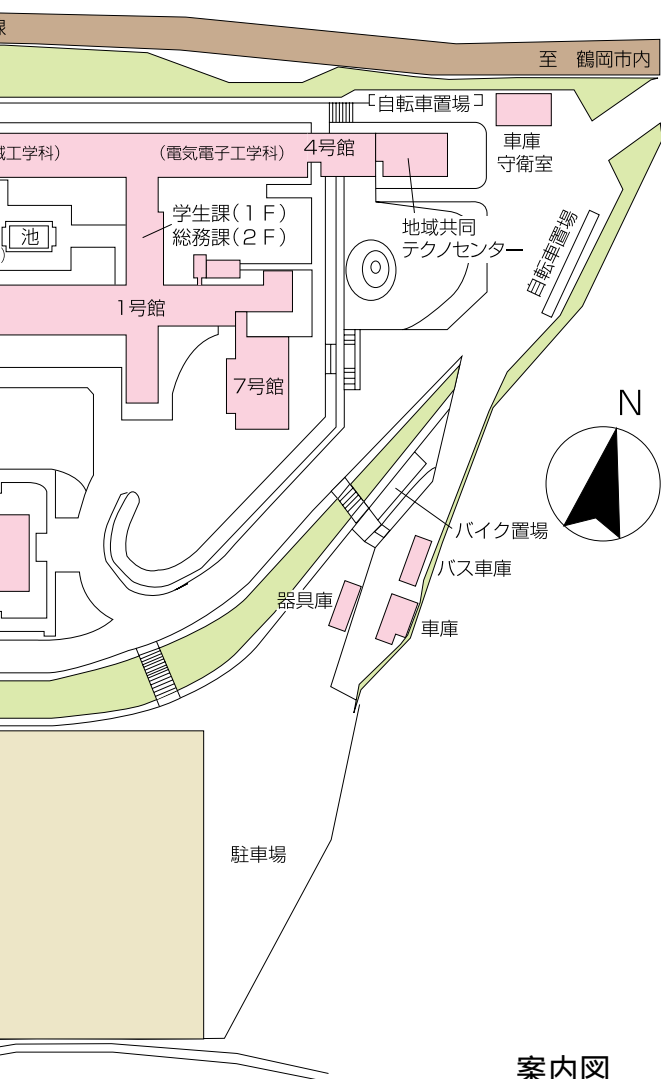 線
至　鶴岡市内
自転車置場
車庫
守衛室
工学科）
（電気電子工学科）
4号館
学生課（１Ｆ）
総務課（２Ｆ）
地域共同
テクノセンター
池
）
自転車置場
1号館
7号館
N
バイク置場
バス車庫
器具庫
車庫
駐車場
案内図